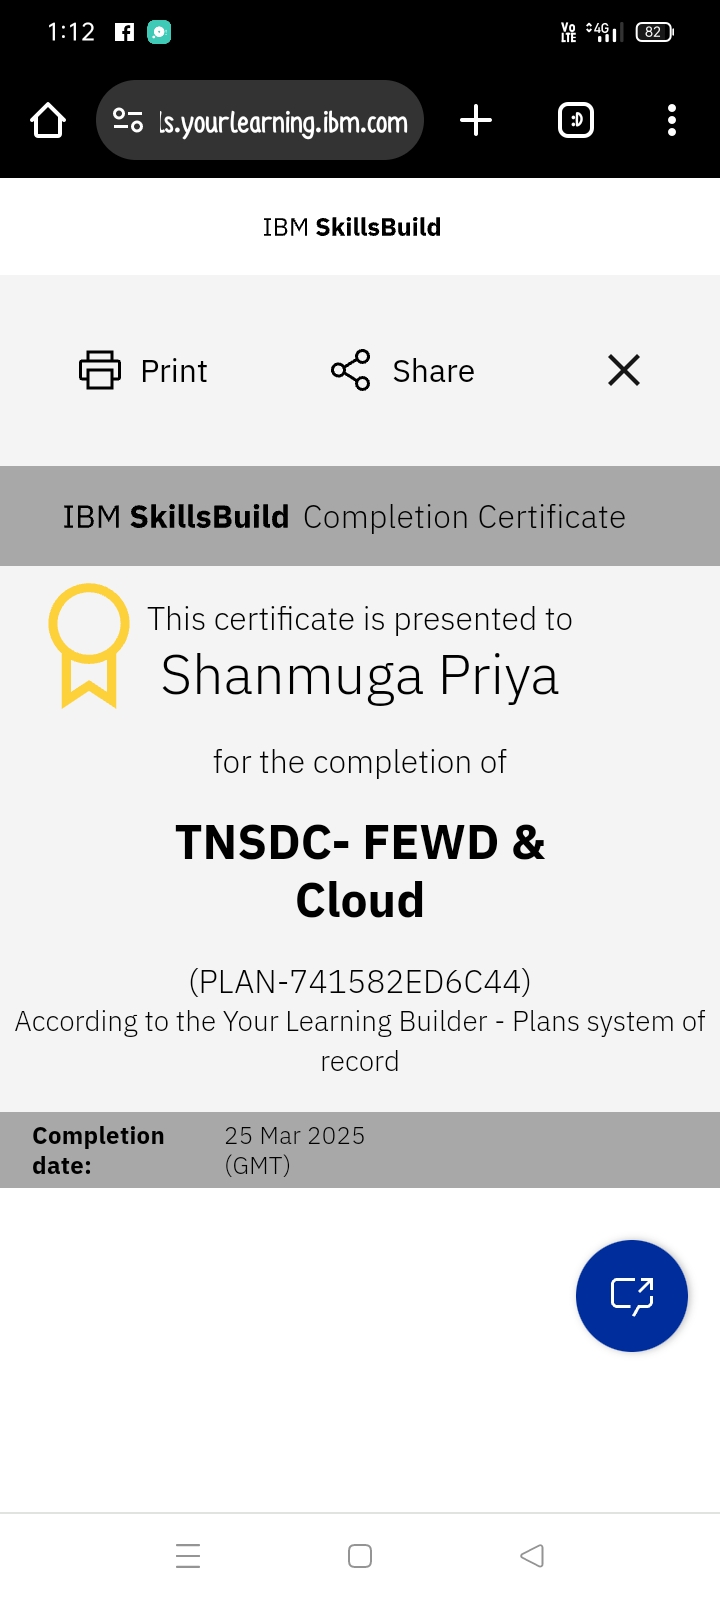 1:12
Vo LTE 4G 82
ls.yourlearning.ibm.com
:D
IBM SkillsBuild
Print
Share
IBM SkillsBuild Completion Certificate
This certificate is presented to
Shanmuga Priya
for the completion of
TNSDC- FEWD &
Cloud
(PLAN-741582ED6C44)
According to the Your Learning Builder - Plans system of
record
Completion
date:
25 Mar 2025
(GMT)